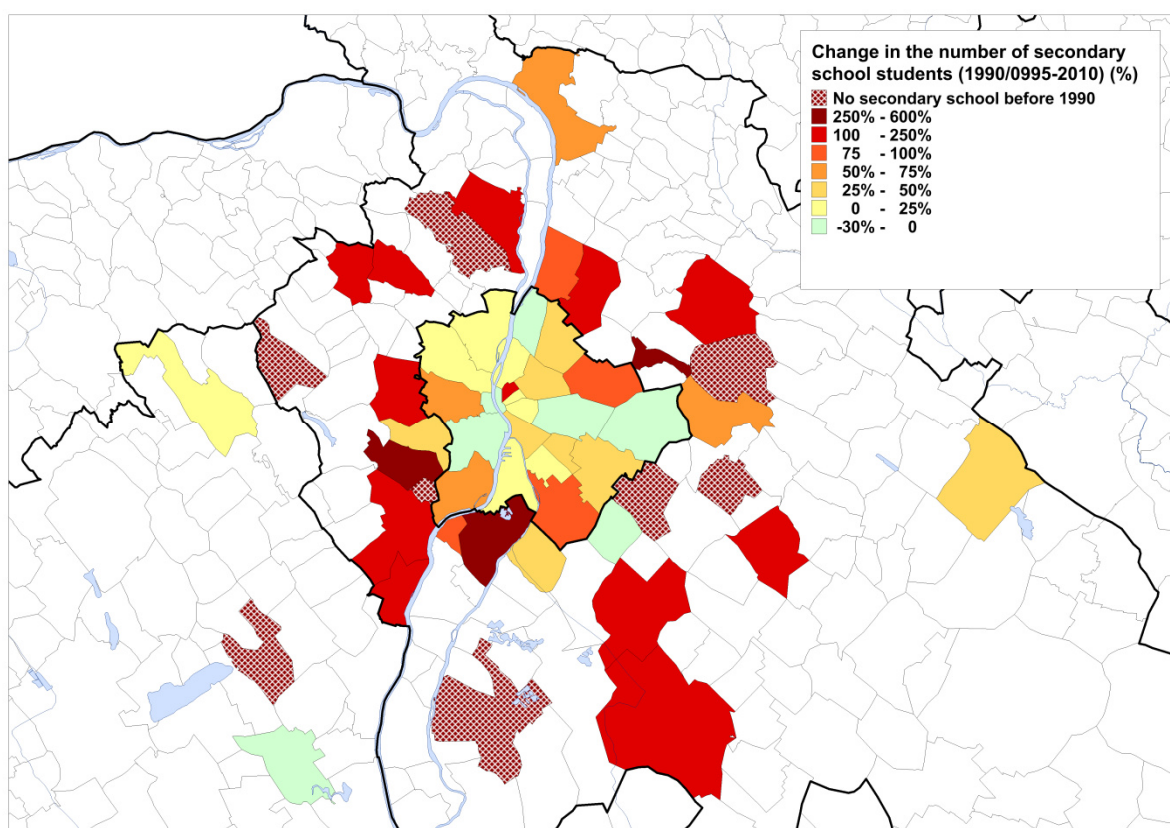 Change in the number of secondary
school students (1990/0995-2010) (%)
No secondary school before 1990
250% - 600%
100 - 250%
75 - 100%
50% - 75%
25% - 50%
0 - 25%
-30% - 0